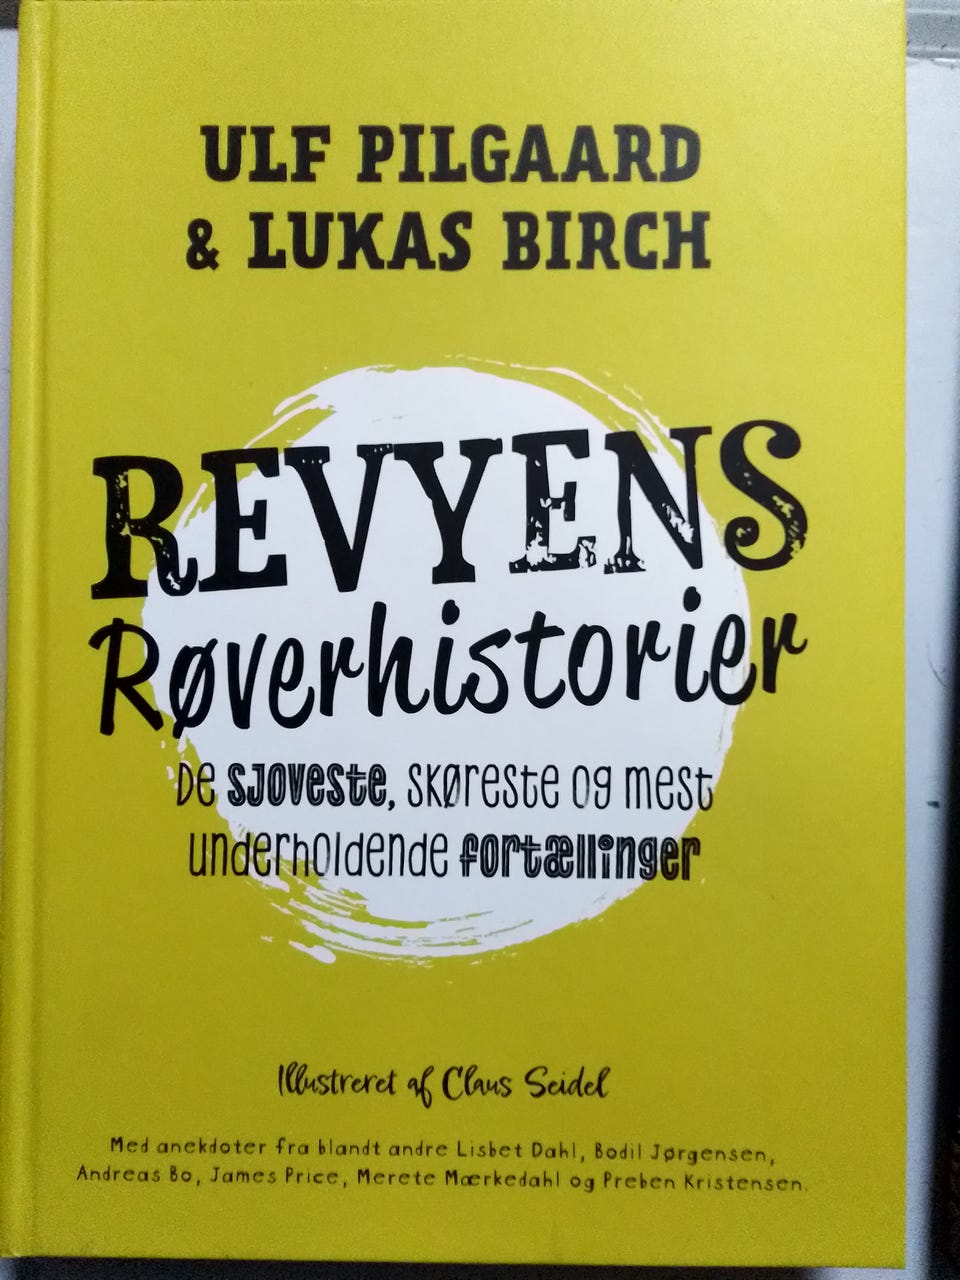 ULF PILGAARD
& LUKAS BIRCH
REVYENS
Røverhistorier
De sjoveste, skøreste og mest
underholdende fortællinger
Illustreret af Claus Seidel
Med anekdoter fra blandt andre Lisbet Dahl, Bodil Jørgensen,
Andreas Bo, James Price, Merete Mærkedahl og Preben Kristensen.